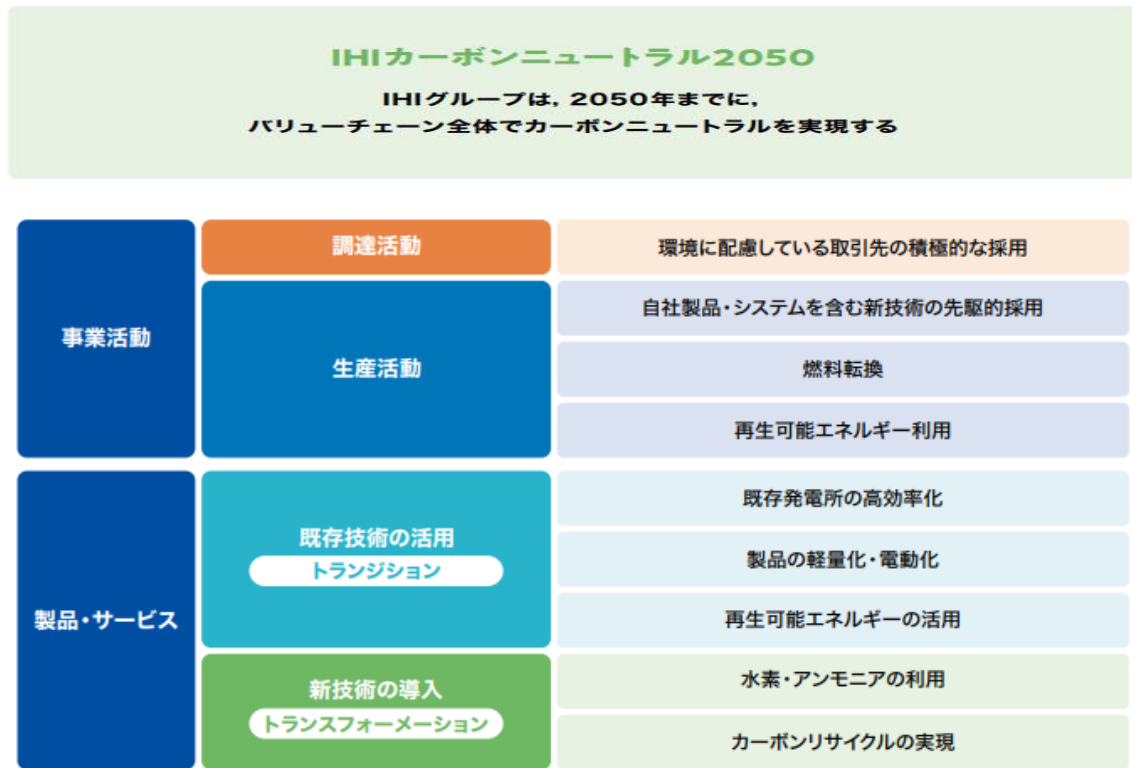 IHIカーボンニュートラル2050
IHIグループは，2050年までに，
バリューチェーン全体でカーボンニュートラルを実現する
事業活動
調達活動
環境に配慮している取引先の積極的な採用
生産活動
自社製品・システムを含む新技術の先駆的採用
燃料転換
再生可能エネルギー利用
製品・サービス
既存技術の活用
トランジション
既存発電所の高効率化
製品の軽量化・電動化
再生可能エネルギーの活用
新技術の導入
トランスフォーメーション
水素・アンモニアの利用
カーボンリサイクルの実現